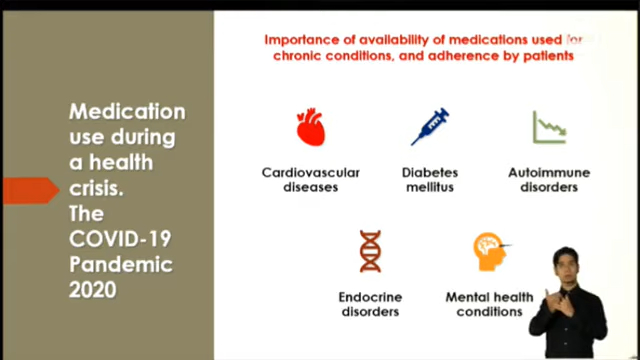 Medication
use during
a health
crisis.
The
COVID-19
Pandemic
2020
Importance of availability of medications used for
chronic conditions, and adherence by patients
Cardiovascular
diseases
Diabetes
mellitus
Autoimmune
disorders
Endocrine
disorders
Mental health
conditions